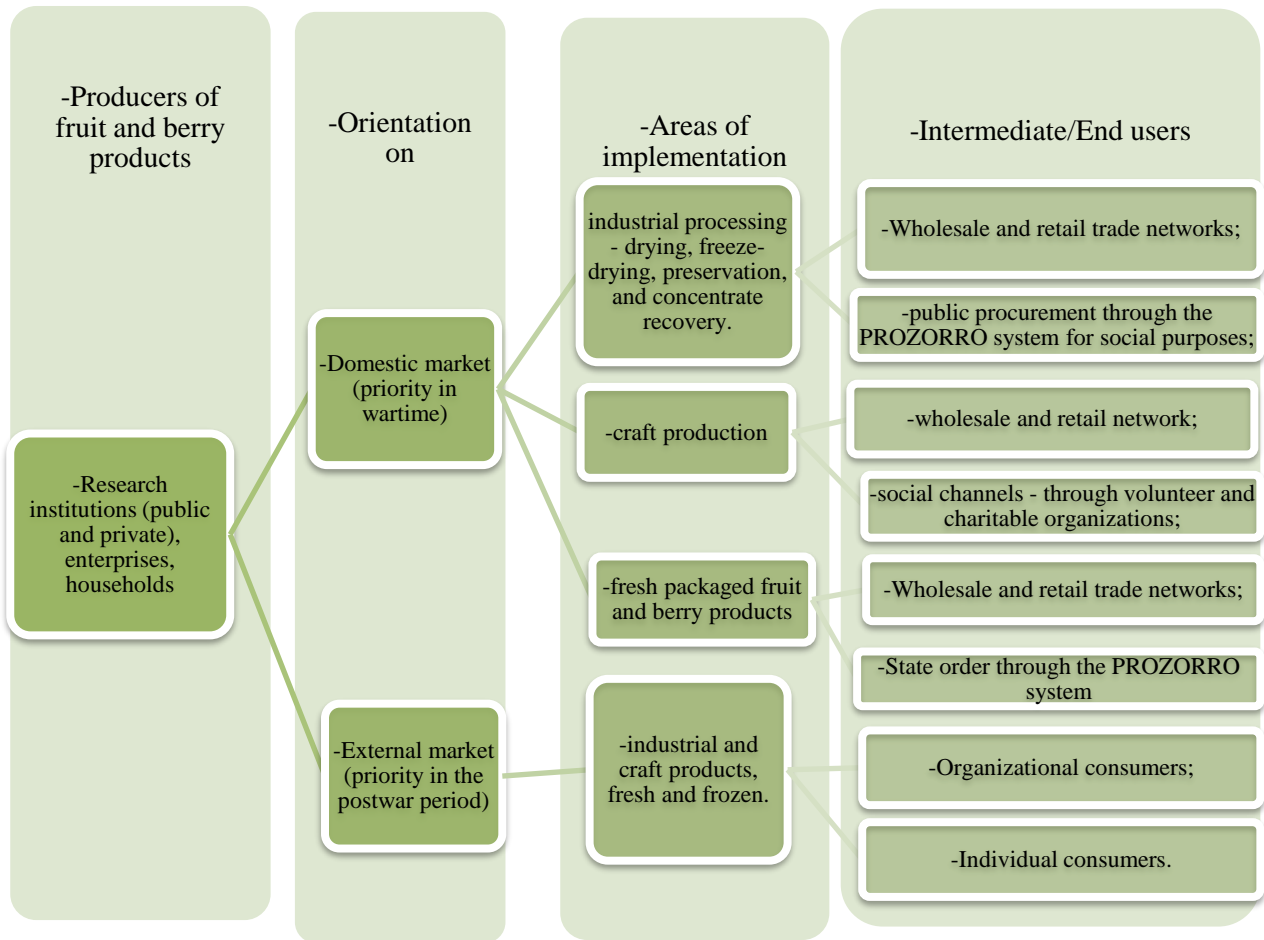 -Producers of
fruit and berry
products
-Orientation
on
-Areas of
implementation
-Intermediate/End users
-Research
institutions (public
and private),
enterprises,
households
-Domestic market
(priority in
wartime)
-External market
(priority in the
postwar period)
industrial processing
- drying, freeze-
drying, preservation,
and concentrate
recovery.
-craft production
-fresh packaged fruit
and berry products
-industrial and
craft products,
fresh and frozen.
-Wholesale and retail trade networks;
-public procurement through the
PROZORRO system for social purposes;
-wholesale and retail network;
-social channels - through volunteer and
charitable organizations;
-Wholesale and retail trade networks;
-State order through the PROZORRO
system
-Organizational consumers;
-Individual consumers.